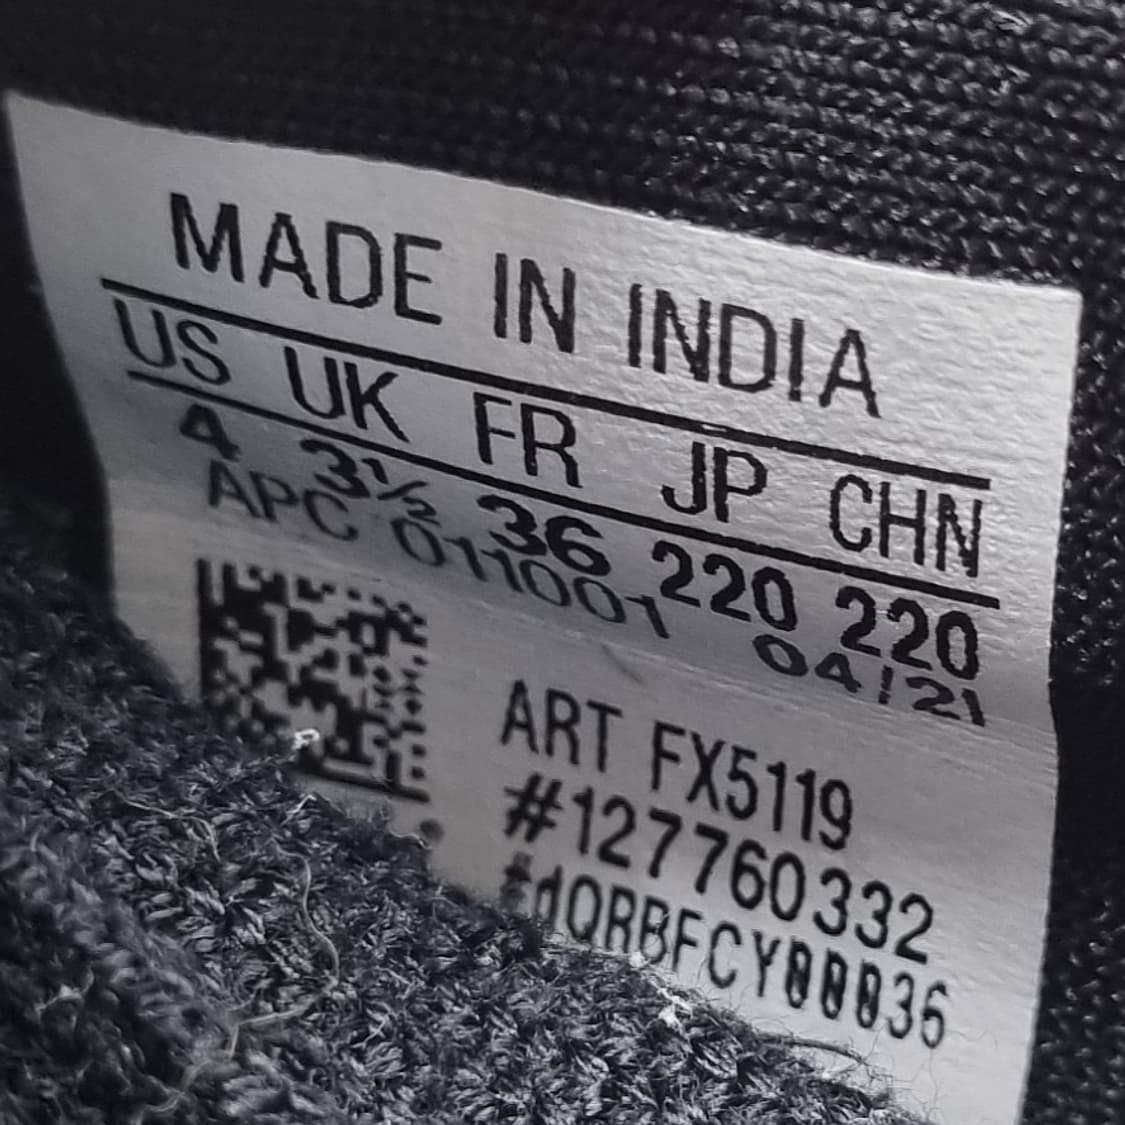 MADE IN INDIA
US UK FR JP CHN
4 3½ 36 220 220
APC 011001 04/21
ART FX5119
#127760332